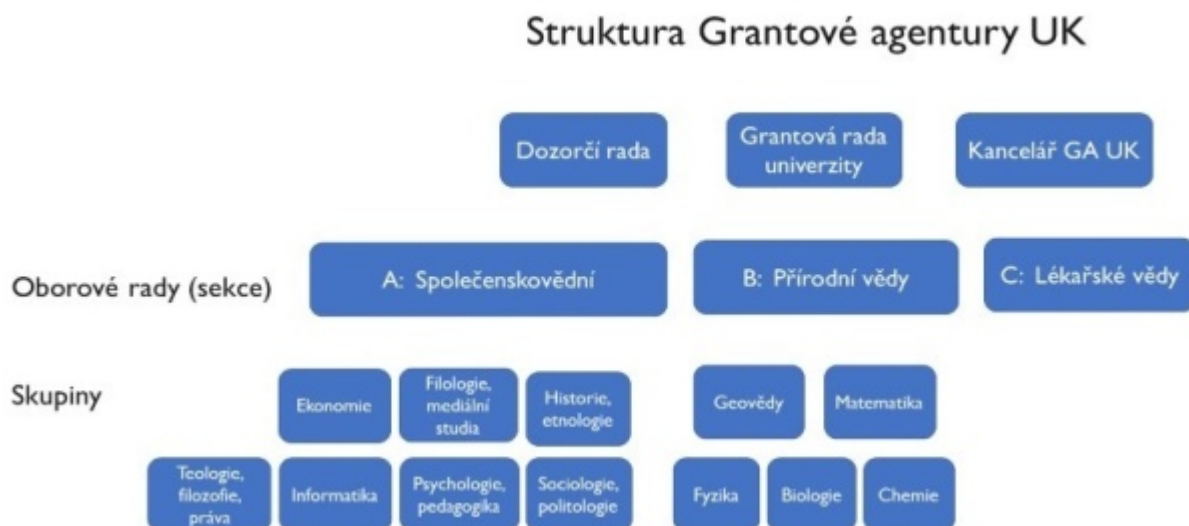 Struktura Grantové agentury UK
Dozorčí rada
Grantová rada
univerzity
Kancelář GA UK
Oborové rady (sekce)
A: Společenskovědní
B: Přírodní vědy
C: Lékařské vědy
Skupiny
Ekonomie
Filologie,
mediální
studia
Historie,
etnologie
Geovědy
Matematika
Teologie,
filozofie,
práva
Informatika
Psychologie,
pedagogika
Sociologie,
politologie
Fyzika
Biologie
Chemie